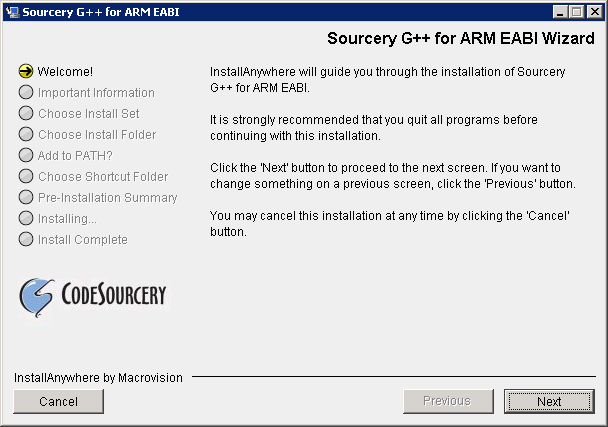 Sourcery G++ for ARM EABI
Sourcery G++ for ARM EABI Wizard
Welcome!
Important Information
Choose Install Set
Choose Install Folder
Add to PATH?
Choose Shortcut Folder
Pre-Installation Summary
Installing...
Install Complete
InstallAnywhere will guide you through the installation of Sourcery
G++ for ARM EABI.
It is strongly recommended that you quit all programs before
continuing with this installation.
Click the 'Next' button to proceed to the next screen. If you want to
change something on a previous screen, click the 'Previous' button.
You may cancel this installation at any time by clicking the 'Cancel'
button.
CODESOURCERY
InstallAnywhere by Macrovision
Cancel
Previous
Next